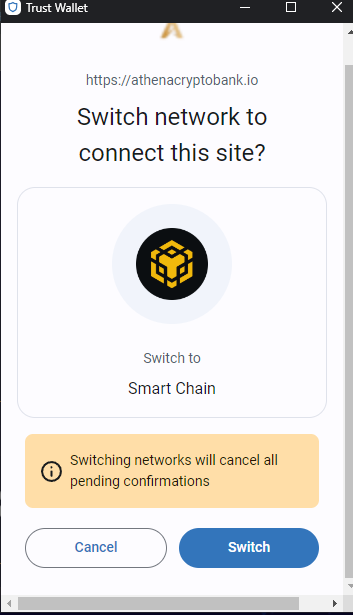 Trust Wallet
https://athenacryptobank.io
Switch network to
connect this site?
Switch to
Smart Chain
Switching networks will cancel all
pending confirmations
Cancel
Switch